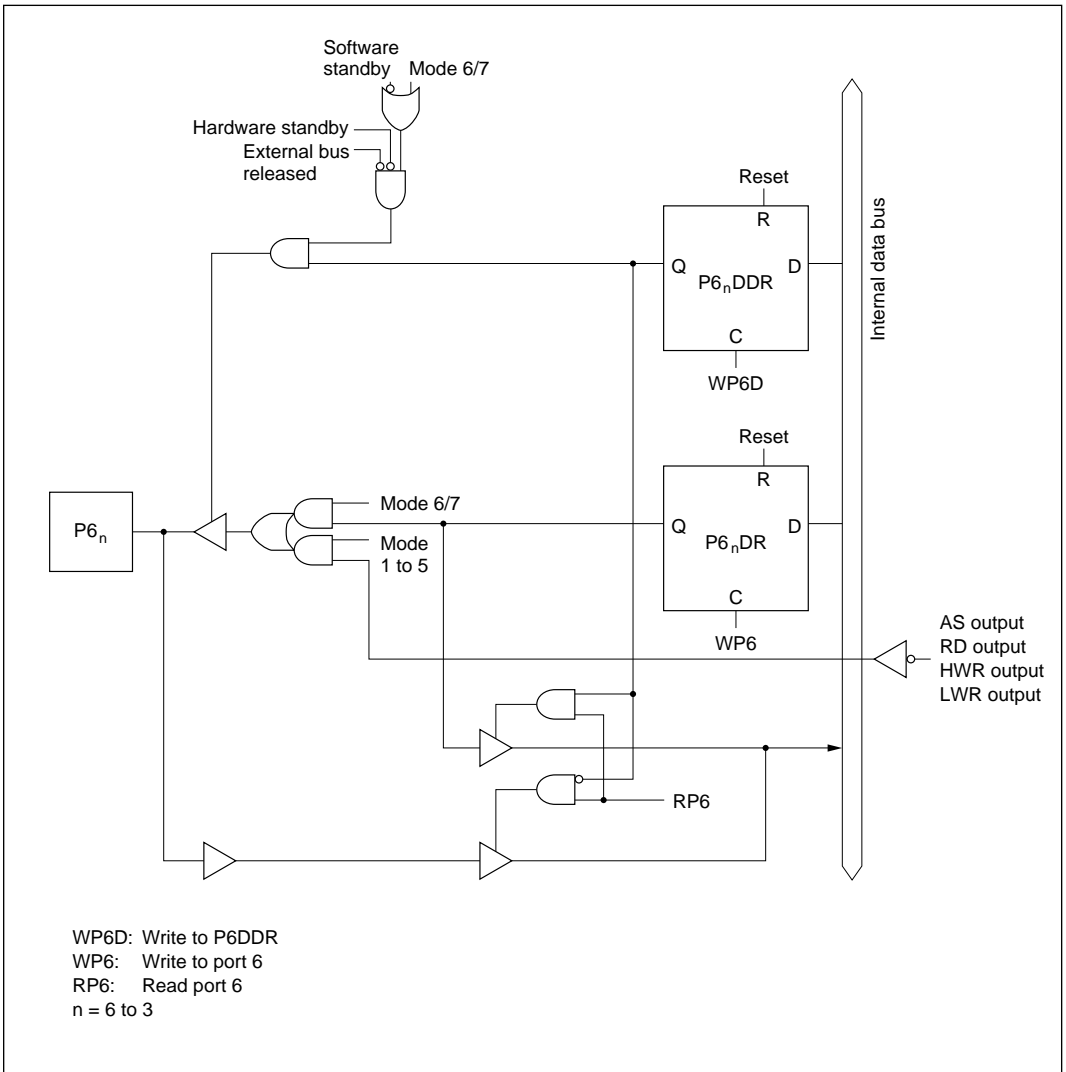 Software
standby
Mode 6/7
Hardware standby
External bus
released
Reset
R
Q
D
P6nDDR
C
WP6D
Internal data bus
Reset
R
Q
D
P6nDR
C
WP6
P6n
Mode 6/7
Mode
1 to 5
AS output
RD output
HWR output
LWR output
RP6
WP6D: Write to P6DDR
WP6: Write to port 6
RP6: Read port 6
n = 6 to 3